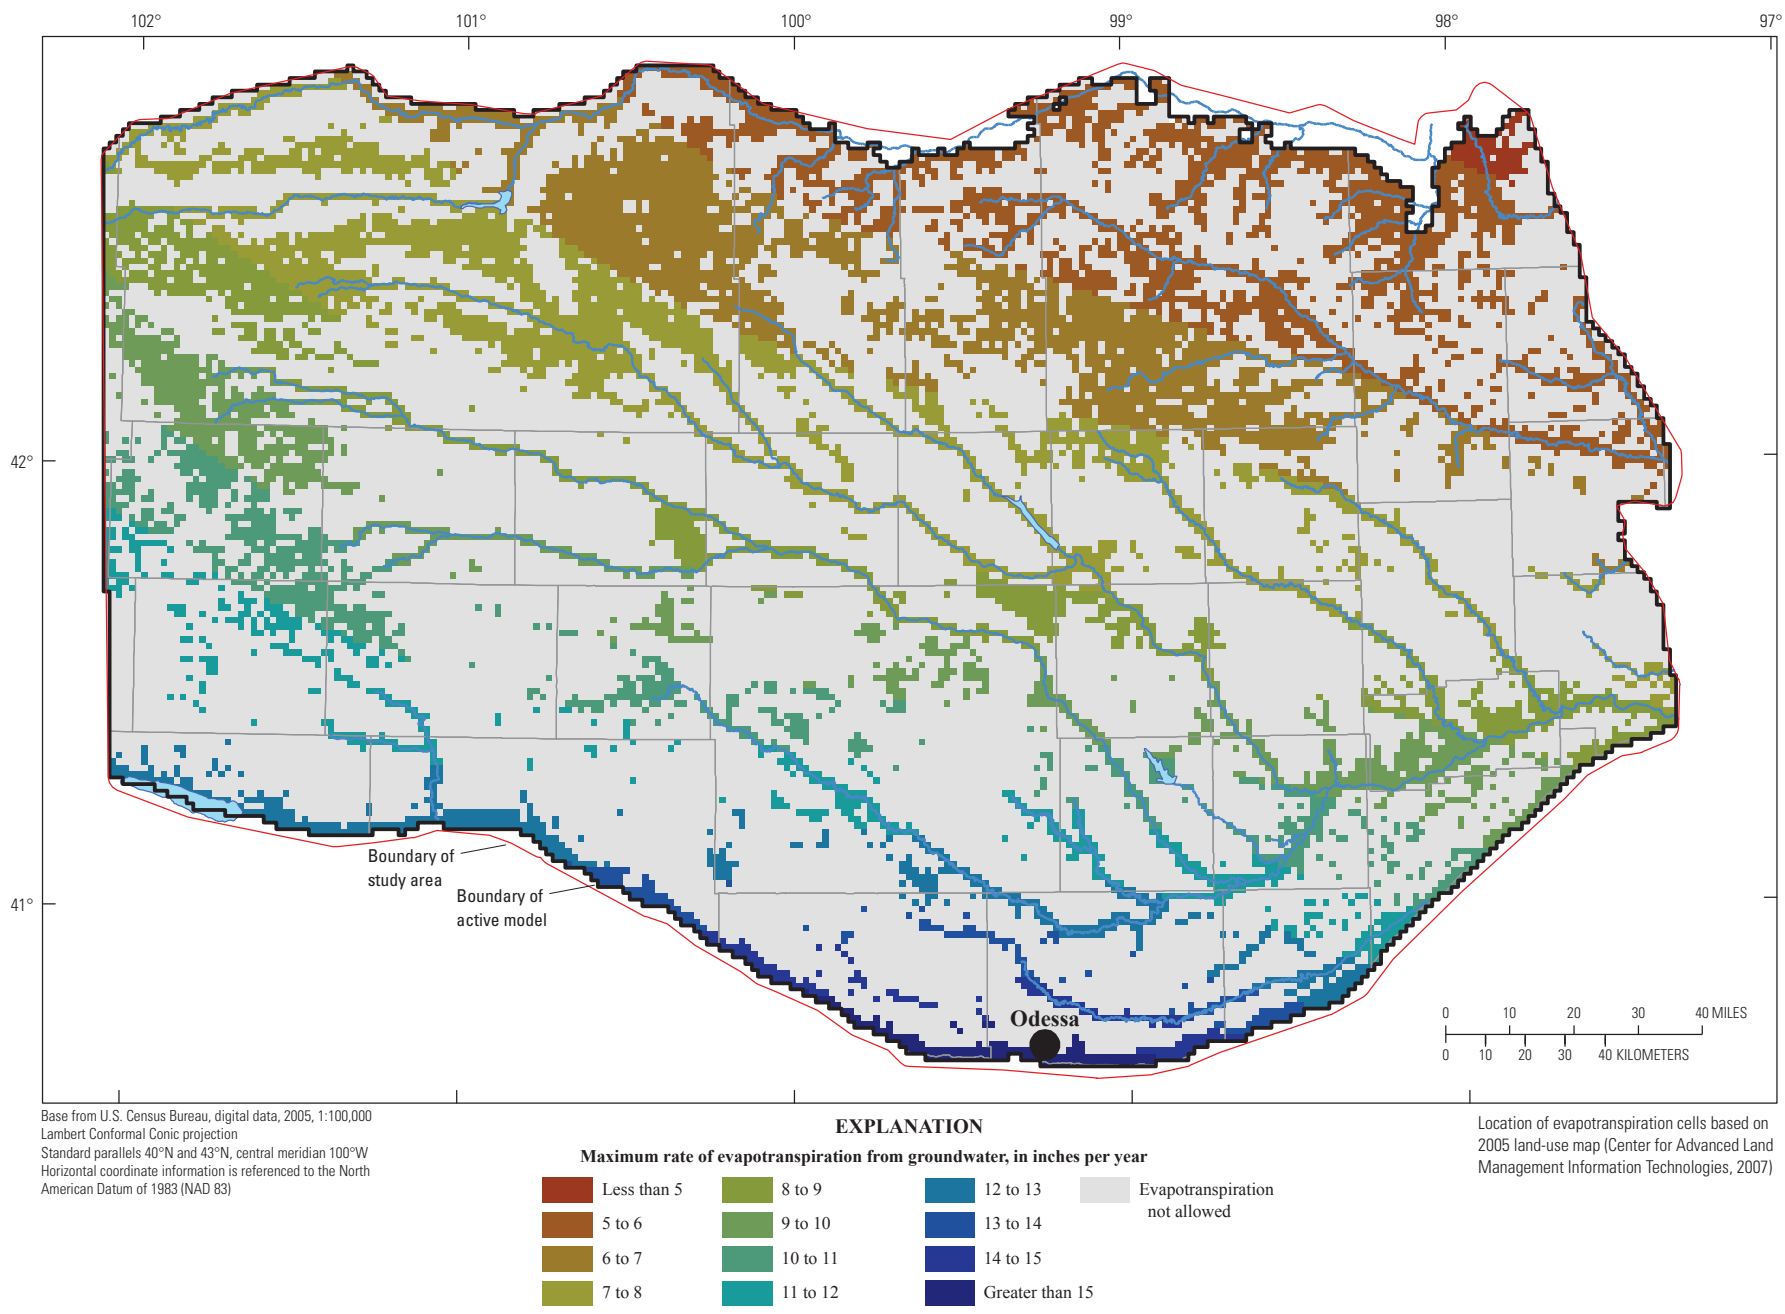 102°
101°
100°
99°
98°
97°
42°
41°
Boundary of
study area
Boundary of
active model
Odessa
0 10 20 30 40 MILES
0 10 20 30 40 KILOMETERS
Base from U.S. Census Bureau, digital data, 2005, 1:100,000
Lambert Conformal Conic projection
Standard parallels 40°N and 43°N, central meridian 100°W
Horizontal coordinate information is referenced to the North
American Datum of 1983 (NAD 83)
Location of evapotranspiration cells based on
2005 land-use map (Center for Advanced Land
Management Information Technologies, 2007)
EXPLANATION
Maximum rate of evapotranspiration from groundwater, in inches per year
Less than 5
5 to 6
6 to 7
7 to 8
8 to 9
9 to 10
10 to 11
11 to 12
12 to 13
13 to 14
14 to 15
Greater than 15
Evapotranspiration
not allowed